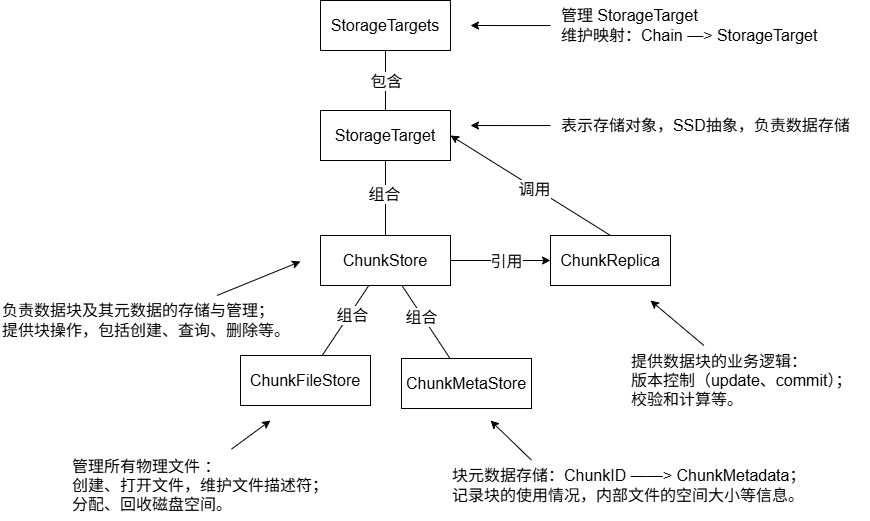 StorageTargets
管理 StorageTarget
维护映射：Chain —> StorageTarget
包含
StorageTarget
表示存储对象，SSD抽象，负责数据存储
组合
调用
ChunkStore
引用
ChunkReplica
负责数据块及其元数据的存储与管理；
提供块操作，包括创建、查询、删除等。
组合
组合
ChunkFileStore
ChunkMetaStore
提供数据块的业务逻辑：
版本控制（update、commit）；
校验和计算等。
管理所有物理文件 ：
创建、打开文件，维护文件描述符；
分配、回收磁盘空间。
块元数据存储：ChunkID ——> ChunkMetadata；
记录块的使用情况，内部文件的空间大小等信息。